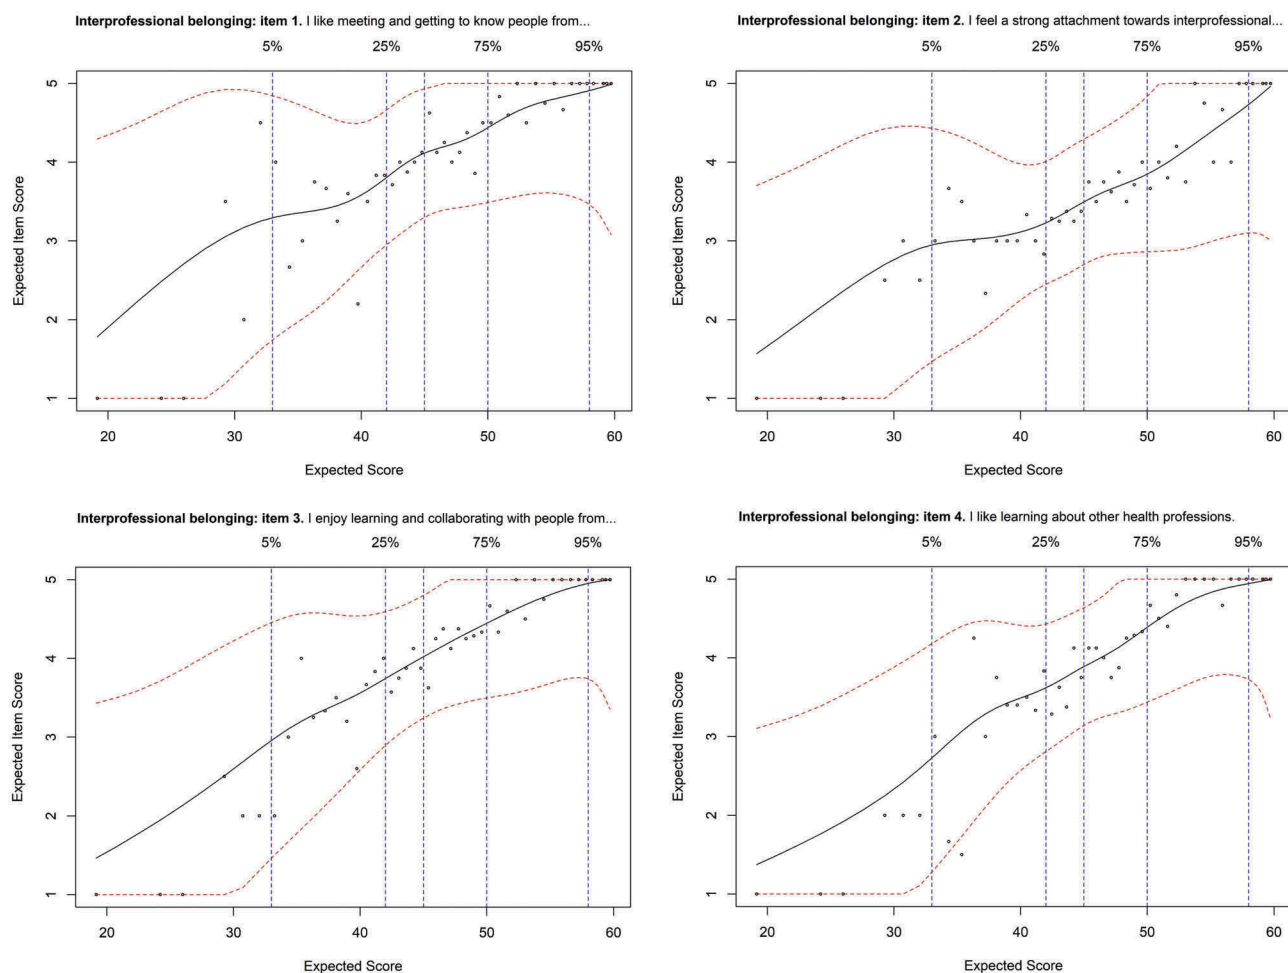 Interprofessional belonging: item 1. I like meeting and getting to know people from...
5% 25% 75% 95%
Expected Item Score
5
4
3
2
1
20 30 40 50 60
Expected Score
Interprofessional belonging: item 2. I feel a strong attachment towards interprofessional...
5% 25% 75% 95%
Expected Item Score
5
4
3
2
1
20 30 40 50 60
Expected Score
Interprofessional belonging: item 3. I enjoy learning and collaborating with people from...
5% 25% 75% 95%
Expected Item Score
5
4
3
2
1
20 30 40 50 60
Expected Score
Interprofessional belonging: item 4. I like learning about other health professions.
5% 25% 75% 95%
Expected Item Score
5
4
3
2
1
20 30 40 50 60
Expected Score